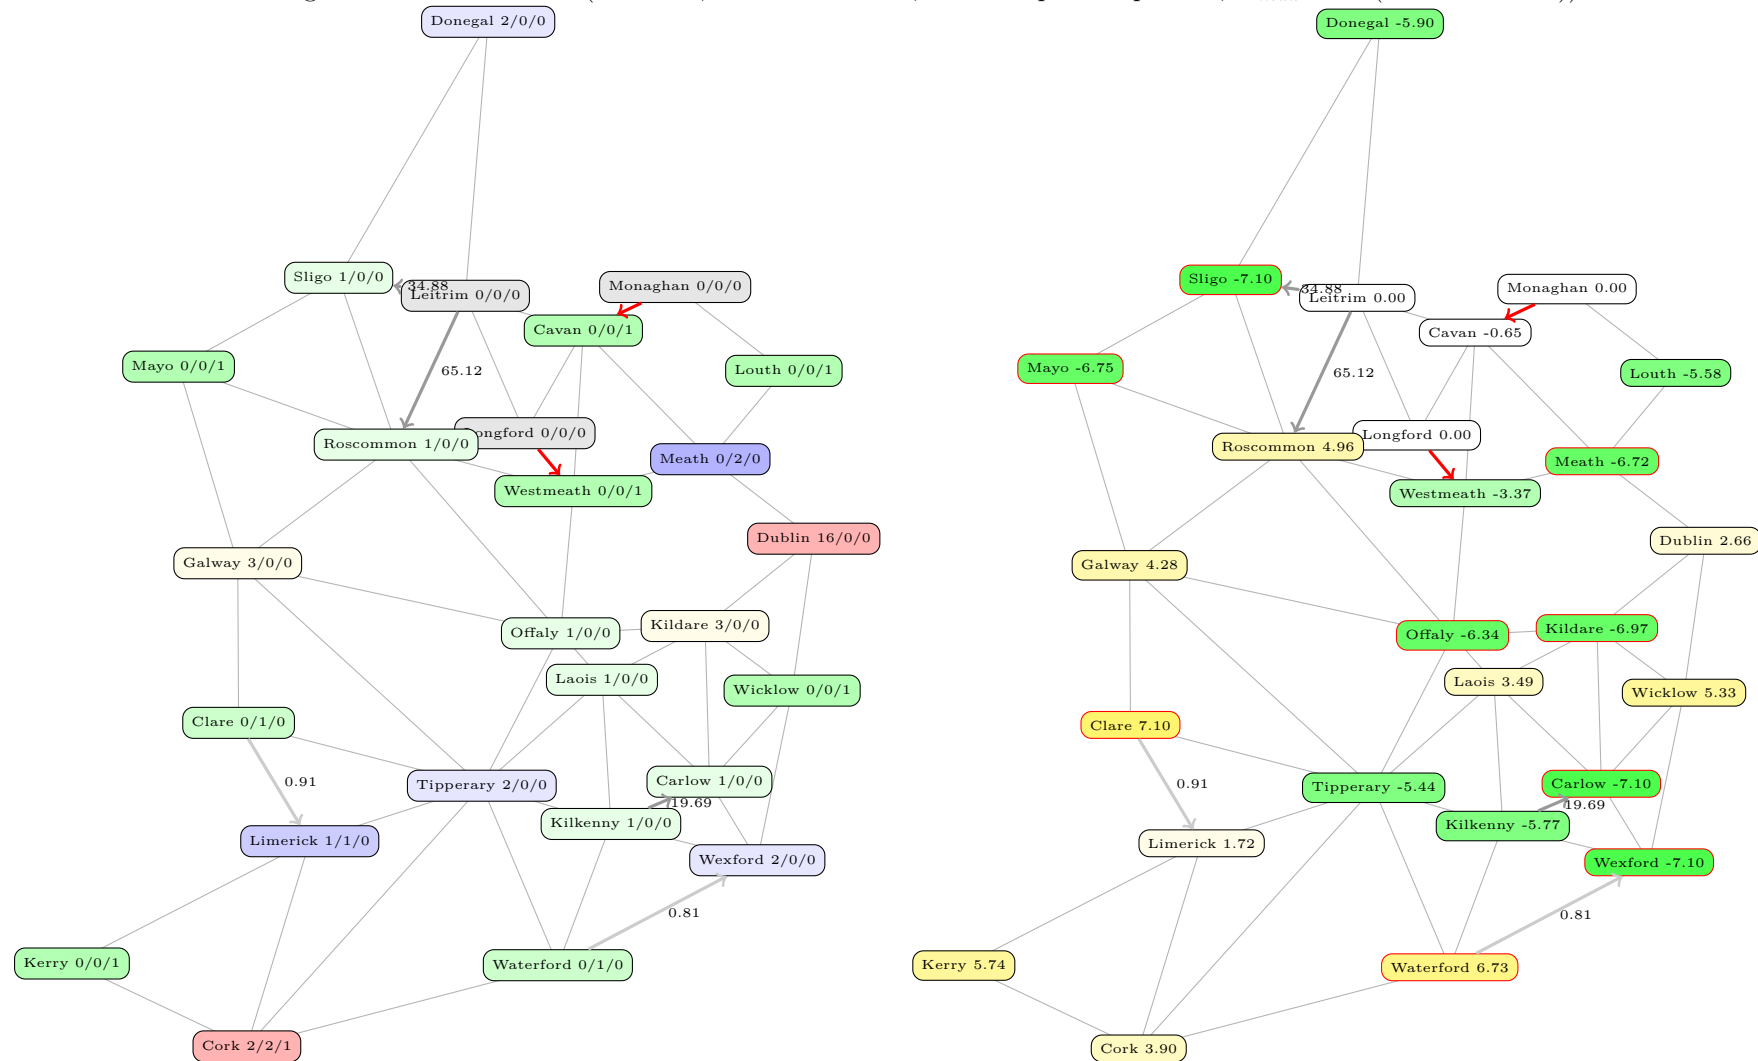 Donegal 2/0/0
Sligo 1/0/0
34.88
Leitrim 0/0/0
Monaghan 0/0/0
Cavan 0/0/1
Mayo 0/0/1
65.12
Louth 0/0/1
Roscommon 1/0/0
Longford 0/0/0
Meath 0/2/0
Westmeath 0/0/1
Dublin 16/0/0
Galway 3/0/0
Offaly 1/0/0
Kildare 3/0/0
Laois 1/0/0
Wicklow 0/0/1
Clare 0/1/0
0.91
Tipperary 2/0/0
Carlow 1/0/0
19.69
Kilkenny 1/0/0
Limerick 1/1/0
Wexford 2/0/0
0.81
Kerry 0/0/1
Waterford 0/1/0
Cork 2/2/1
Donegal -5.90
Sligo -7.10
34.88
Leitrim 0.00
Monaghan 0.00
Cavan -0.65
Mayo -6.75
65.12
Louth -5.58
Roscommon 4.96
Longford 0.00
Meath -6.72
Westmeath -3.37
Dublin 2.66
Galway 4.28
Offaly -6.34
Kildare -6.97
Laois 3.49
Wicklow 5.33
Clare 7.10
0.91
Tipperary -5.44
Carlow -7.10
19.69
Kilkenny -5.77
Limerick 1.72
Wexford -7.10
0.81
Kerry 5.74
Waterford 6.73
Cork 3.90